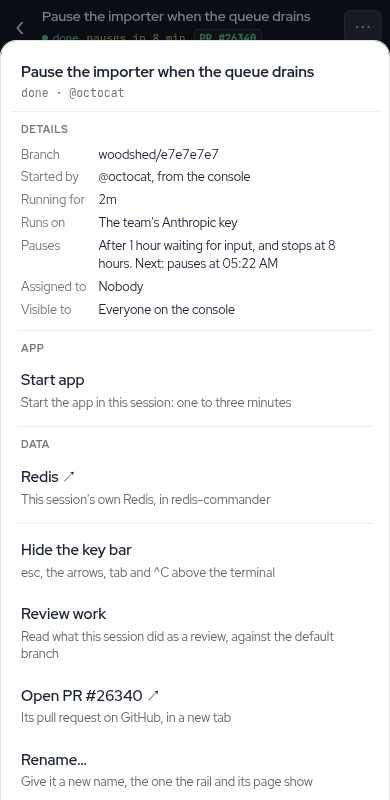 Pause the importer when the queue drains
done pauses in 8 min PR #26340
Pause the importer when the queue drains
done · @octocat
DETAILS
Branch woodshed/e7e7e7e7
Started by @octocat, from the console
Running for 2m
Runs on The team's Anthropic key
Pauses After 1 hour waiting for input, and stops at 8
hours. Next: pauses at 05:22 AM
Assigned to Nobody
Visible to Everyone on the console
APP
Start app
Start the app in this session: one to three minutes
DATA
Redis ↗
This session's own Redis, in redis-commander
Hide the key bar
esc, the arrows, tab and ^C above the terminal
Review work
Read what this session did as a review, against the default
branch
Open PR #26340 ↗
Its pull request on GitHub, in a new tab
Rename...
Give it a new name, the one the rail and its page show